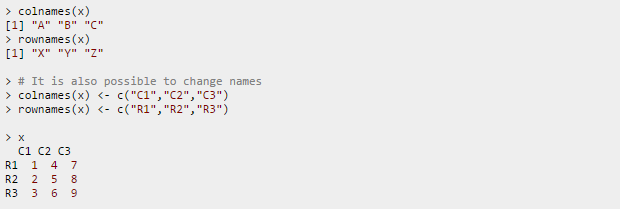 > colnames(x)
[1] "A" "B" "C"
> rownames(x)
[1] "X" "Y" "Z"
> # It is also possible to change names
> colnames(x) <- c("C1","C2","C3")
> rownames(x) <- c("R1","R2","R3")
> x
   C1 C2 C3
R1  1  4  7
R2  2  5  8
R3  3  6  9